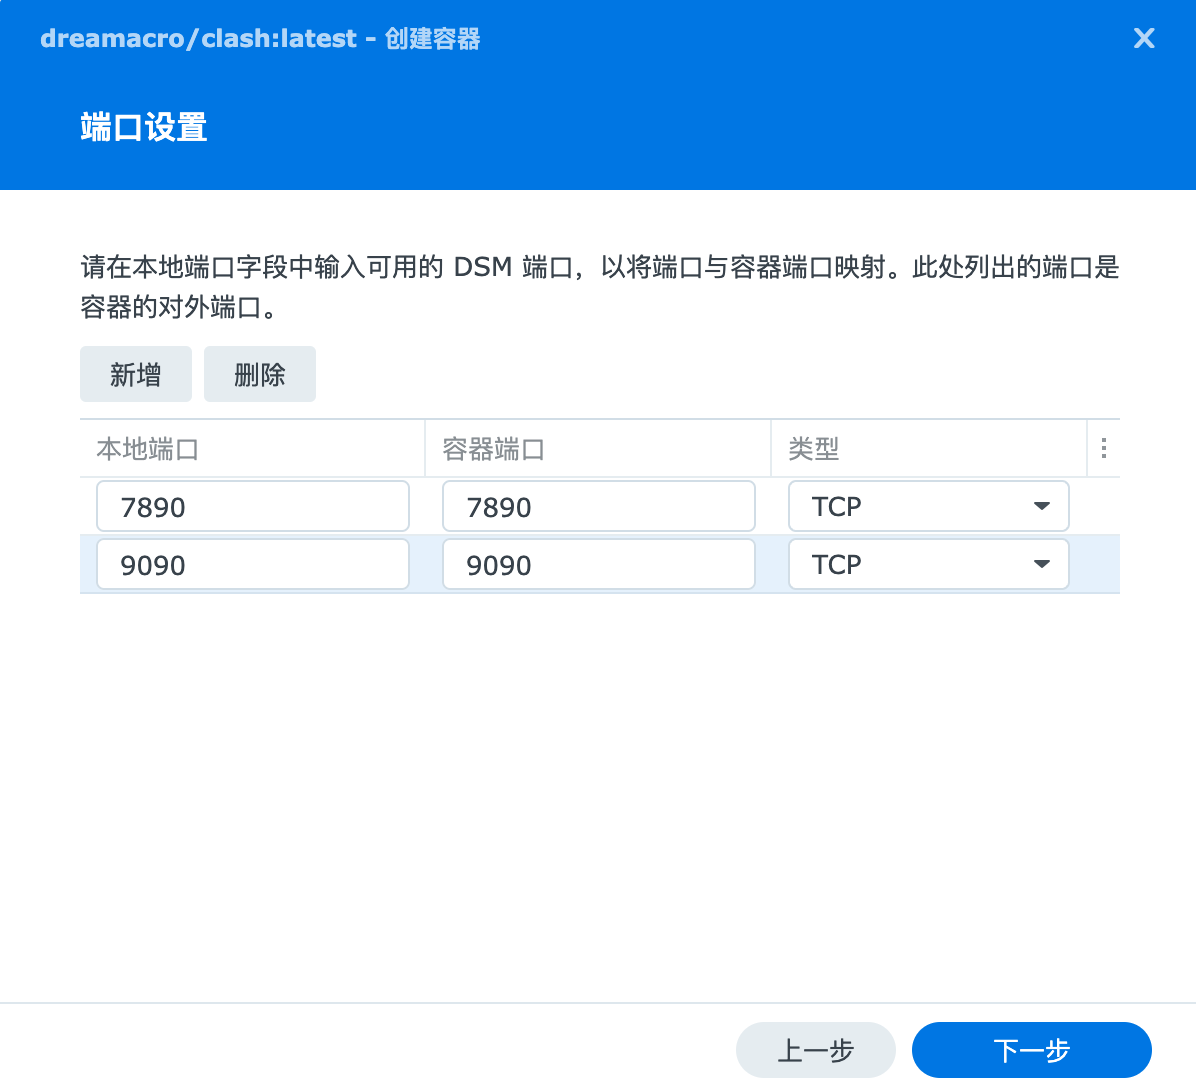 dreamacro/clash:latest - 创建容器
端口设置
请在本地端口字段中输入可用的 DSM 端口，以将端口与容器端口映射。此处列出的端口是
容器的对外端口。
新增 删除
本地端口 容器端口 类型
7890 7890 TCP
9090 9090 TCP
上一步 下一步